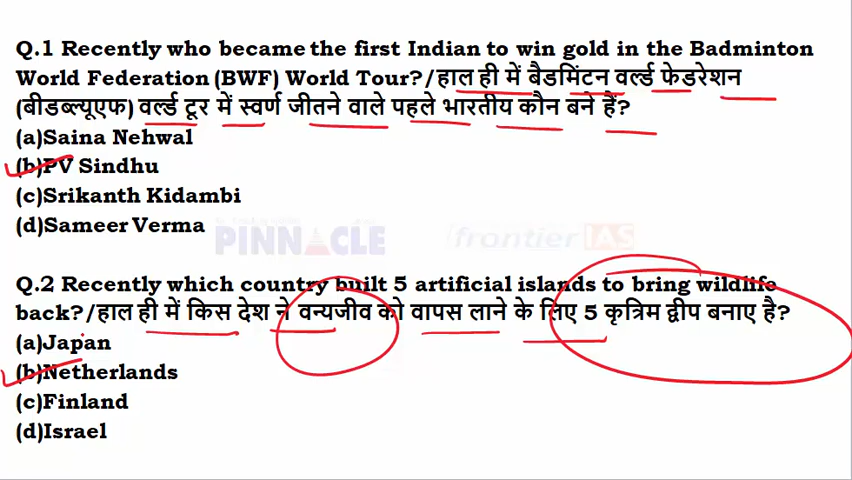 Q.1 Recently who became the first Indian to win gold in the Badminton
World Federation (BWF) World Tour?/हाल ही में बैडमिंटन वर्ल्ड फेडरेशन
(बीडब्ल्यूएफ) वर्ल्ड टूर में स्वर्ण जीतने वाले पहले भारतीय कौन बने हैं?
(a)Saina Nehwal
(b)PV Sindhu
(c)Srikanth Kidambi
(d)Sameer Verma
PINNACLE frontier IAS
Q.2 Recently which country built 5 artificial islands to bring wildlife
back?/हाल ही में किस देश ने वन्यजीव को वापस लाने के लिए 5 कृत्रिम द्वीप बनाए है?
(a)Japan
(b)Netherlands
(c)Finland
(d)Israel